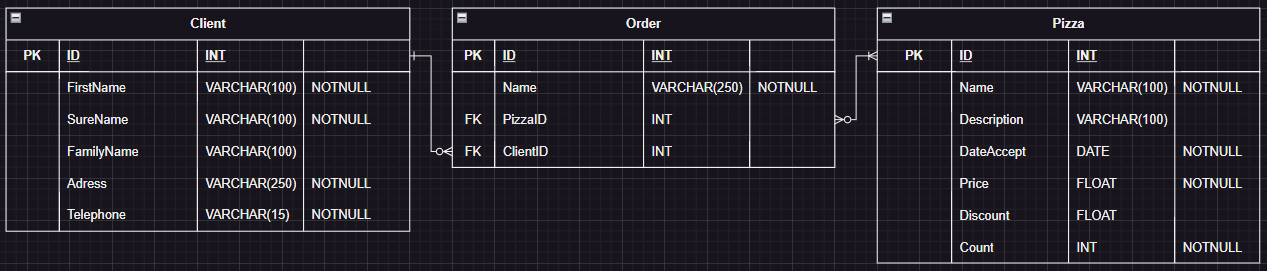 Client
PK ID INT
FirstName VARCHAR(100) NOTNULL
SureName VARCHAR(100) NOTNULL
FamilyName VARCHAR(100)
Adress VARCHAR(250) NOTNULL
Telephone VARCHAR(15) NOTNULL
Order
PK ID INT
Name VARCHAR(250) NOTNULL
FK PizzaID INT
FK ClientID INT
Pizza
PK ID INT
Name VARCHAR(100) NOTNULL
Description VARCHAR(100)
DateAccept DATE NOTNULL
Price FLOAT NOTNULL
Discount FLOAT
Count INT NOTNULL